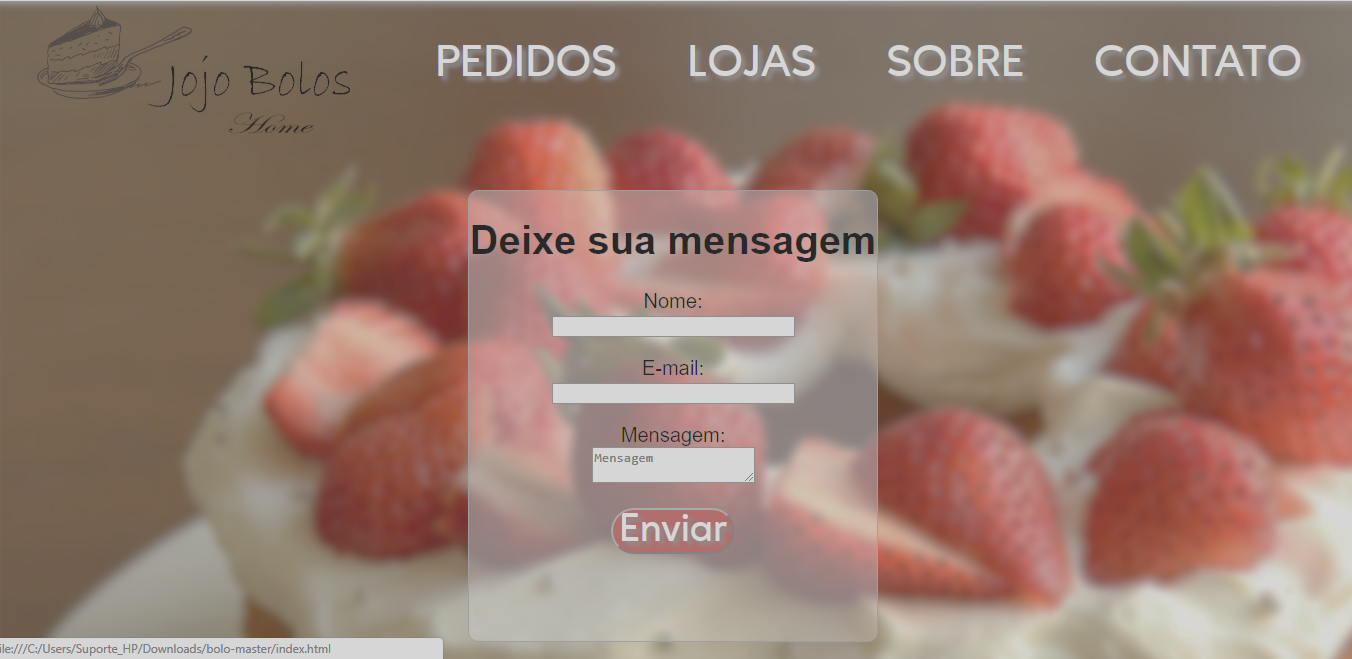 Jojo Bolos
Home
PEDIDOS LOJAS SOBRE CONTATO
Deixe sua mensagem
Nome:
E-mail:
Mensagem:
Mensagem
Enviar
ile:///C:/Users/Suporte_HP/Downloads/bolo-master/index.html